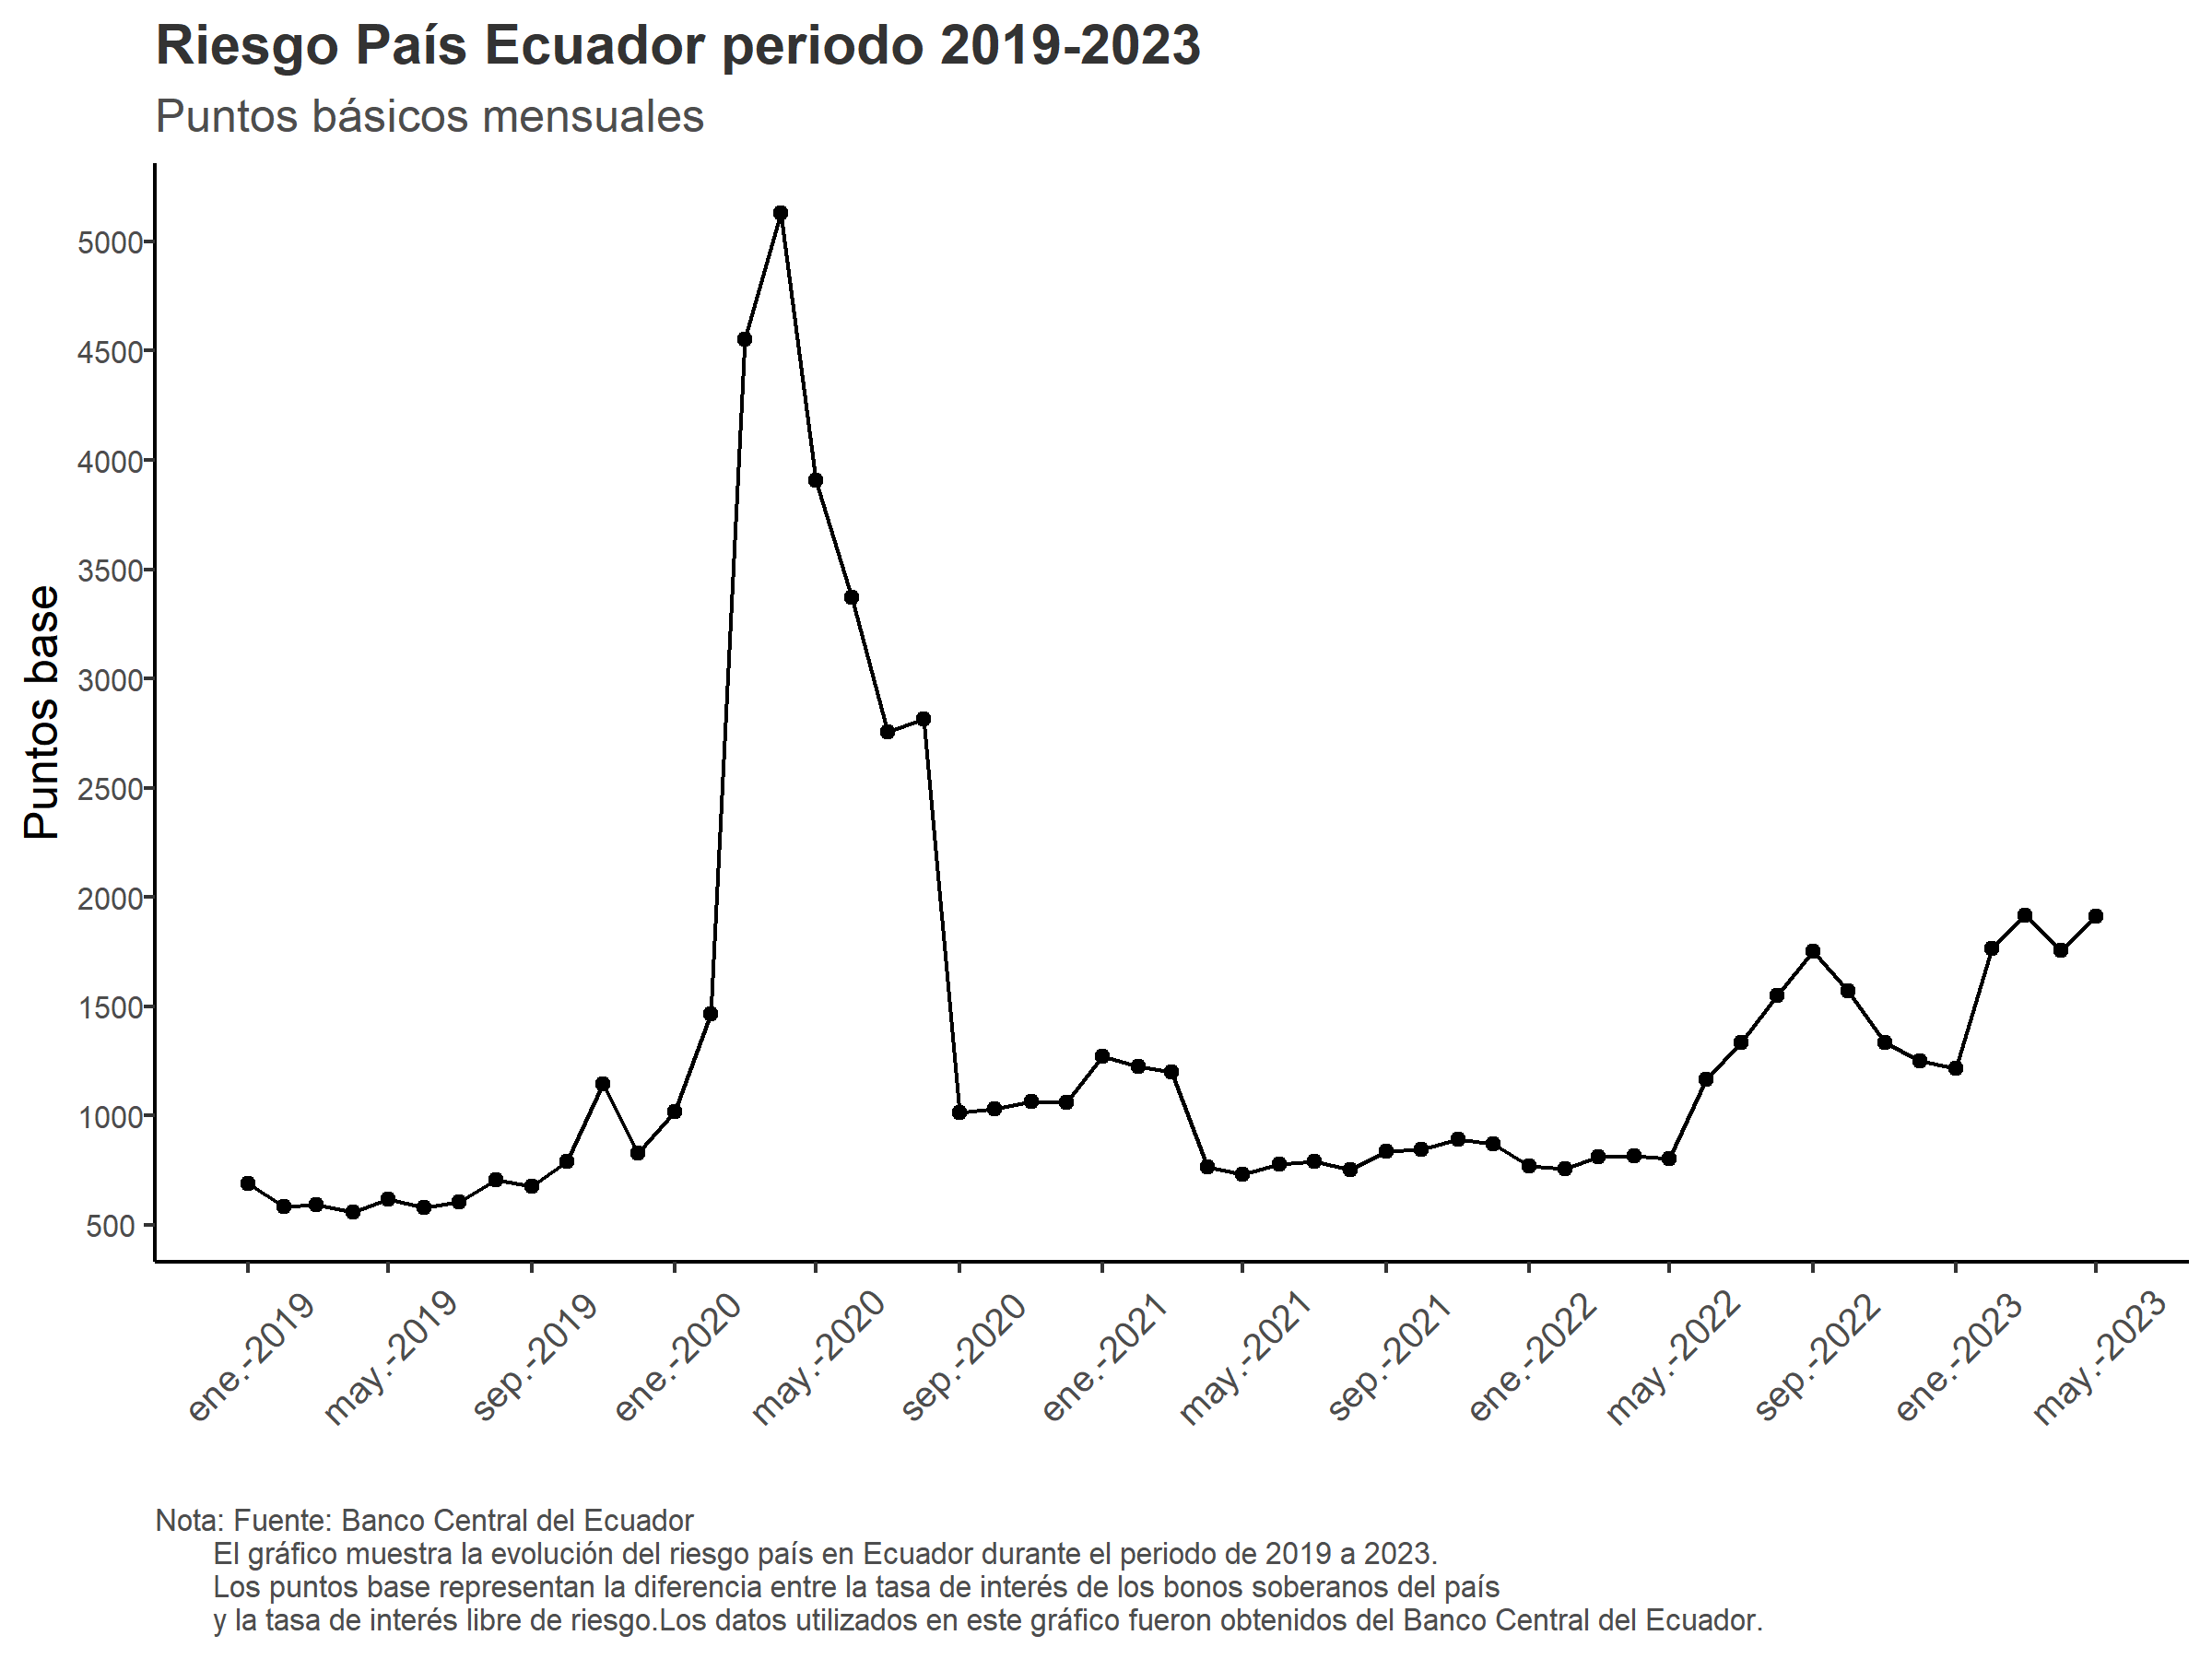 Riesgo País Ecuador periodo 2019-2023
Puntos básicos mensuales
Puntos base
5000
4500
4000
3500
3000
2500
2000
1500
1000
500
ene.-2019
may.-2019
sep.-2019
ene.-2020
may.-2020
sep.-2020
ene.-2021
may.-2021
sep.-2021
ene.-2022
may.-2022
sep.-2022
ene.-2023
may.-2023
Nota: Fuente: Banco Central del Ecuador
El gráfico muestra la evolución del riesgo país en Ecuador durante el periodo de 2019 a 2023.
Los puntos base representan la diferencia entre la tasa de interés de los bonos soberanos del país
y la tasa de interés libre de riesgo.Los datos utilizados en este gráfico fueron obtenidos del Banco Central del Ecuador.